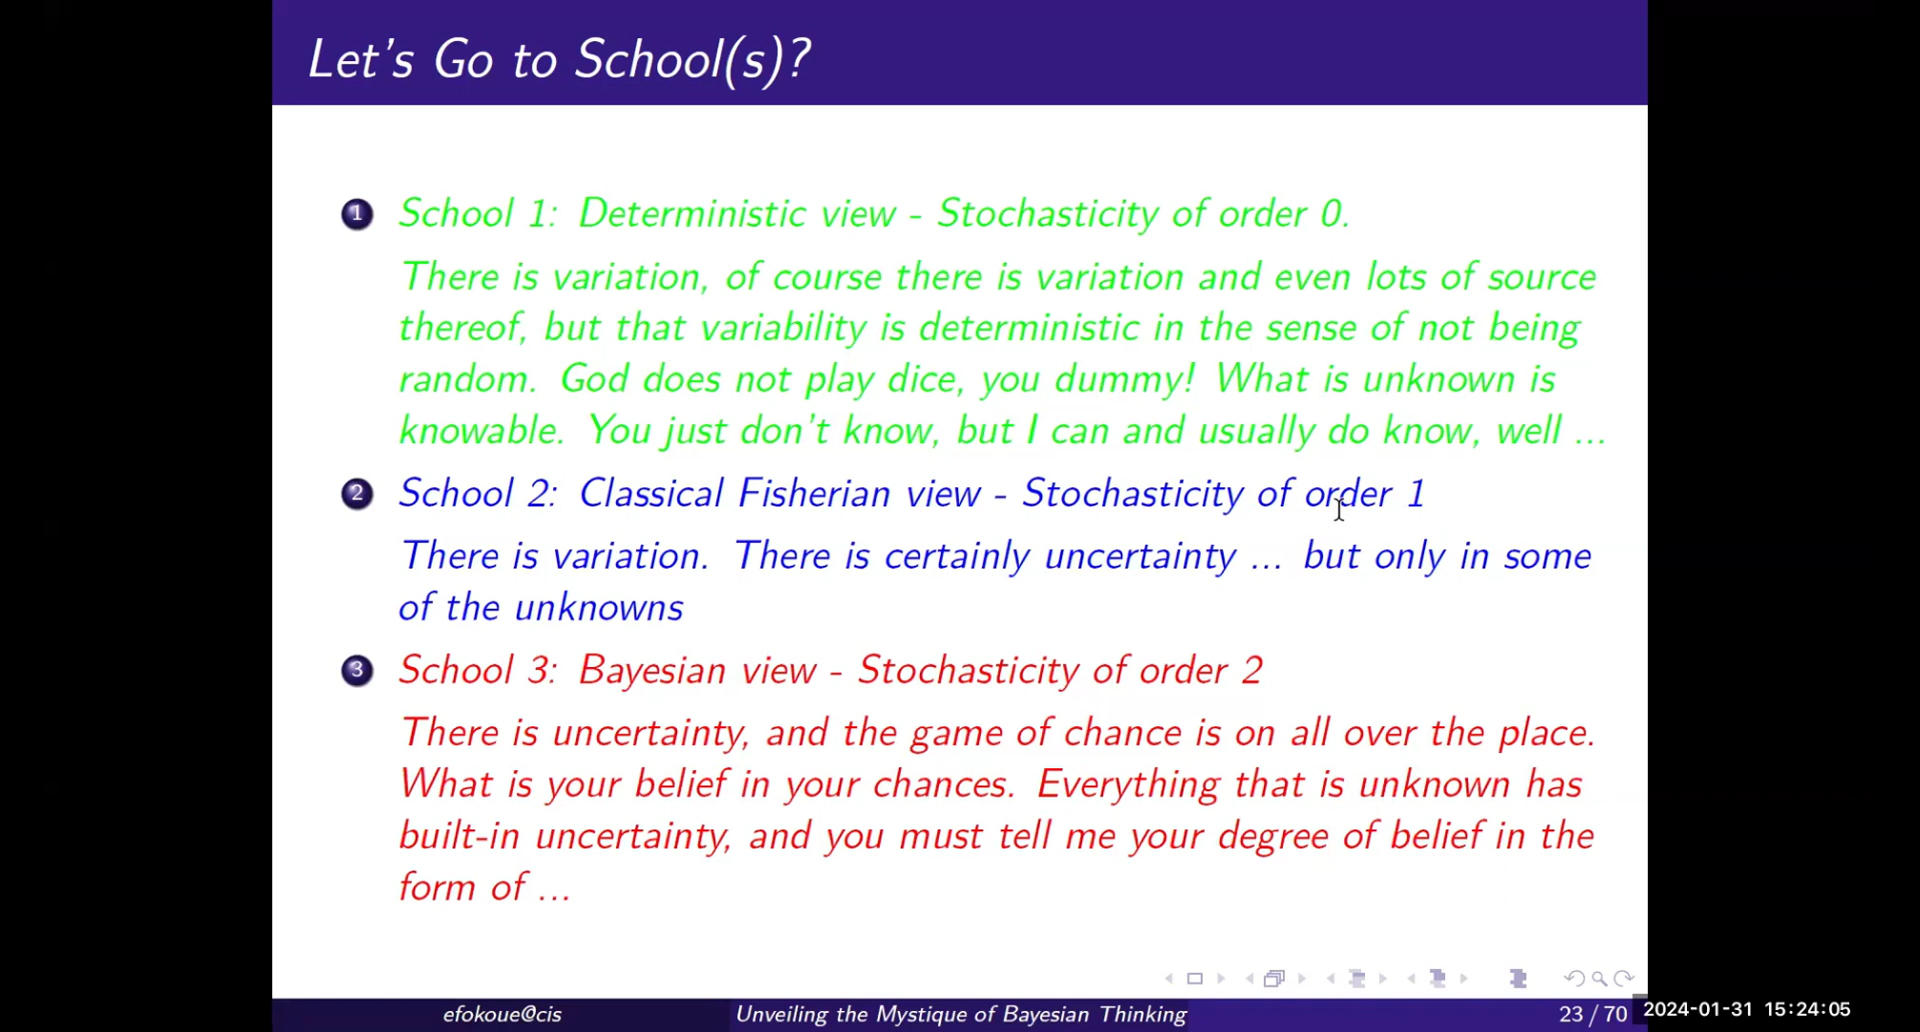 Let's Go to School(s)?
1 School 1: Deterministic view - Stochasticity of order 0.
There is variation, of course there is variation and even lots of source
thereof, but that variability is deterministic in the sense of not being
random. God does not play dice, you dummy! What is unknown is
knowable. You just don't know, but I can and usually do know, well ...
2 School 2: Classical Fisherian view - Stochasticity of order 1
There is variation. There is certainly uncertainty ... but only in some
of the unknowns
3 School 3: Bayesian view - Stochasticity of order 2
There is uncertainty, and the game of chance is on all over the place.
What is your belief in your chances. Everything that is unknown has
built-in uncertainty, and you must tell me your degree of belief in the
form of ...
efokoue@cis Unveiling the Mystique of Bayesian Thinking 23 / 70 2024-01-31 15:24:05